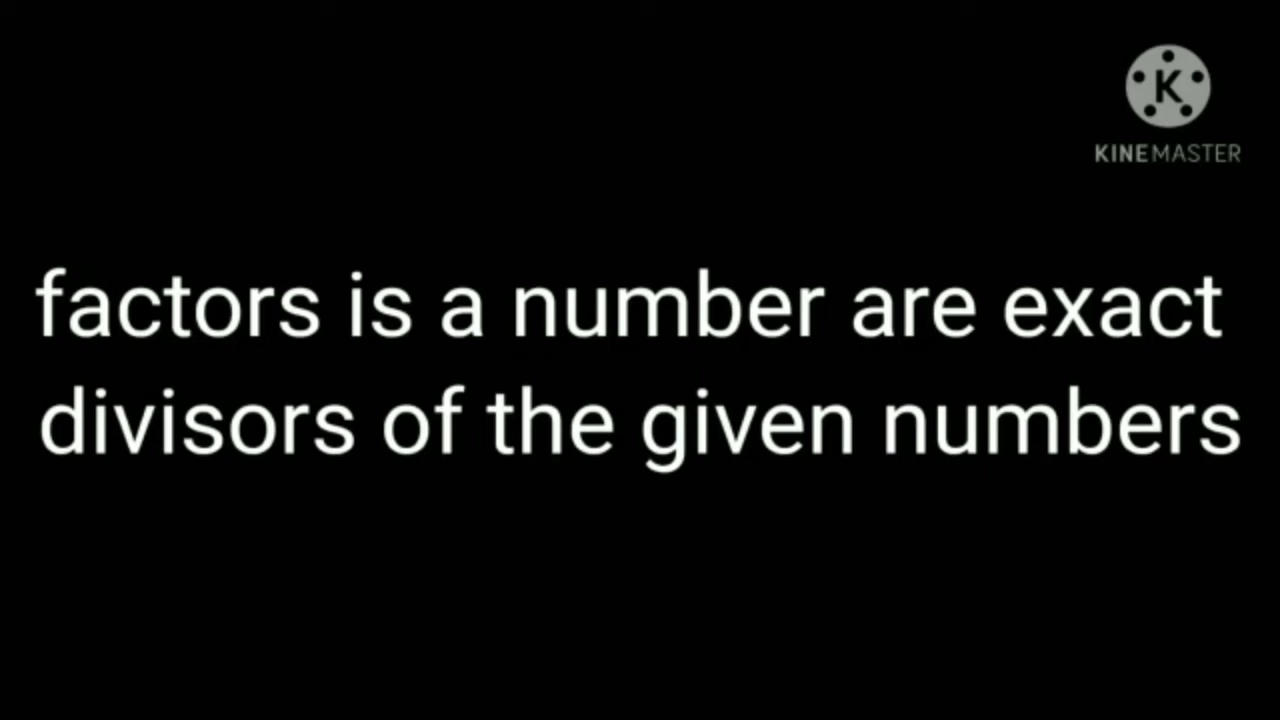 K
KINEMASTER
factors is a number are exact
divisors of the given numbers